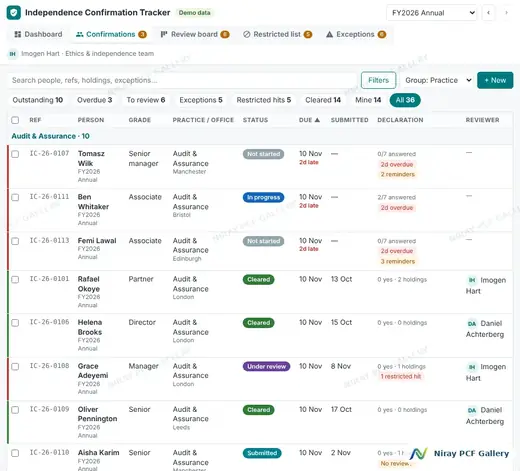 Independence Confirmation Tracker Demo data
FY2026 Annual
Dashboard Confirmations 3 Review board 6 Restricted list 5 Exceptions 6
IH Imogen Hart · Ethics & independence team
Search people, refs, holdings, exceptions... Filters Group: Practice + New
Outstanding 10 Overdue 3 To review 6 Exceptions 5 Restricted hits 5 Cleared 14 Mine 14 All 36
REF PERSON GRADE PRACTICE / OFFICE STATUS DUE ▲ SUBMITTED DECLARATION REVIEWER
Audit & Assurance · 10
IC-26-0107 Tomasz Wilk FY2026 Annual Senior manager Audit & Assurance Manchester Not started 10 Nov 2d late — 0/7 answered 2d overdue 2 reminders —
IC-26-0111 Ben Whitaker FY2026 Annual Associate Audit & Assurance Bristol In progress 10 Nov 2d late — 2/7 answered 2d overdue —
IC-26-0113 Femi Lawal FY2026 Annual Associate Audit & Assurance Edinburgh Not started 10 Nov 2d late — 0/7 answered 2d overdue 3 reminders —
IC-26-0101 Rafael Okoye FY2026 Annual Partner Audit & Assurance London Cleared 10 Nov 13 Oct 0 yes · 2 holdings IH Imogen Hart
IC-26-0106 Helena Brooks FY2026 Annual Director Audit & Assurance London Cleared 10 Nov 15 Oct 0 yes · 0 holdings DA Daniel Achterberg
IC-26-0108 Grace Adeyemi FY2026 Annual Manager Audit & Assurance London Under review 10 Nov 8 Nov 0 yes · 1 holdings 1 restricted hit IH Imogen Hart
IC-26-0109 Oliver Pennington FY2026 Annual Senior Audit & Assurance Leeds Cleared 10 Nov 17 Oct 0 yes · 0 holdings DA Daniel Achterberg
IC-26-0110 Aisha Karim FY2026 Senior Audit & Assurance Manchester Submitted 10 Nov 2 Nov 0 yes · No review
Niray PCF Gallery